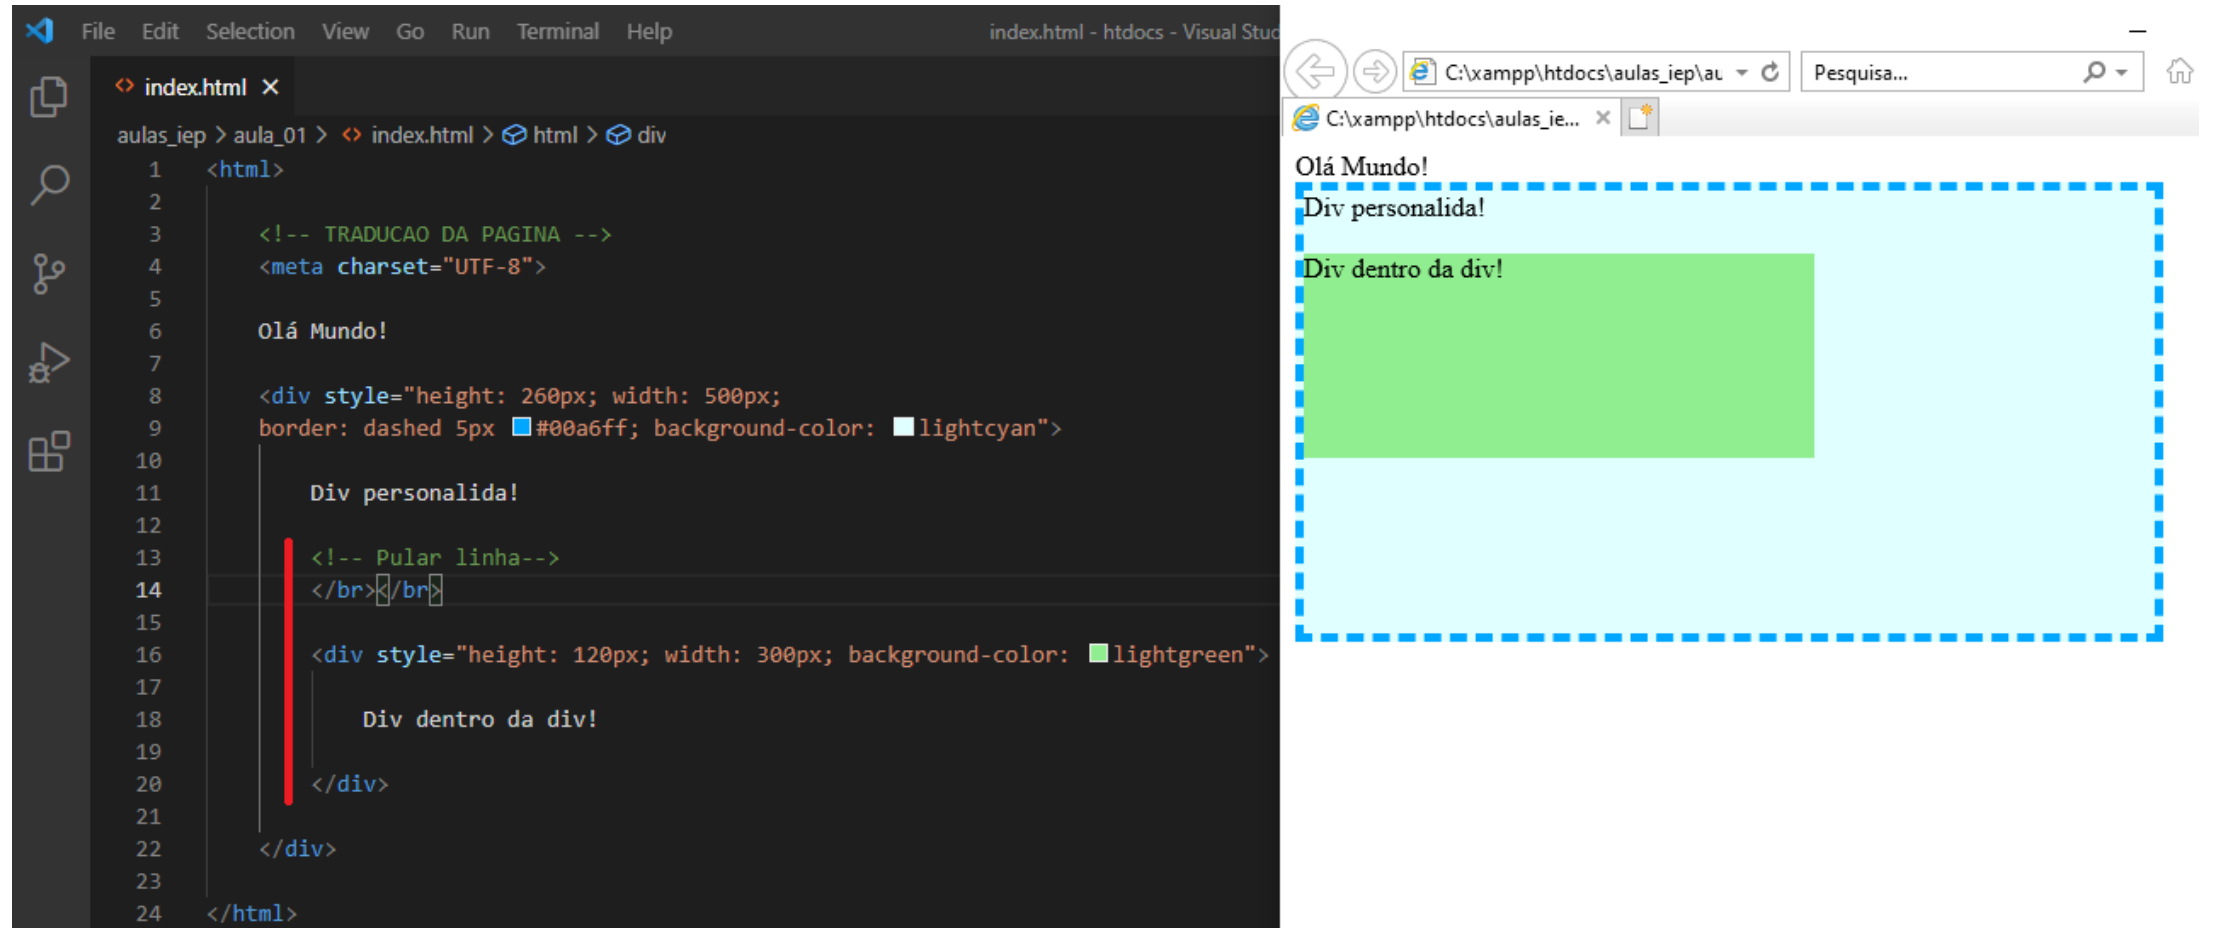 File Edit Selection View Go Run Terminal Help index.html - htdocs - Visual Stud
index.html
aulas_iep > aula_01 > index.html > html > div
1 <html>
2
3 <!-- TRADUCAO DA PAGINA -->
4 <meta charset="UTF-8">
5
6 Olá Mundo!
7
8 <div style="height: 260px; width: 500px;
9 border: dashed 5px #00a6ff; background-color: lightcyan">
10
11 Div personalida!
12
13 <!-- Pular linha-->
14 </br></br>
15
16 <div style="height: 120px; width: 300px; background-color: lightgreen">
17
18 Div dentro da div!
19
20 </div>
21
22 </div>
23
24 </html>
C:\xampp\htdocs\aulas_iep\au Pesquisa...
C:\xampp\htdocs\aulas_ie...
Olá Mundo!
Div personalida!
Div dentro da div!